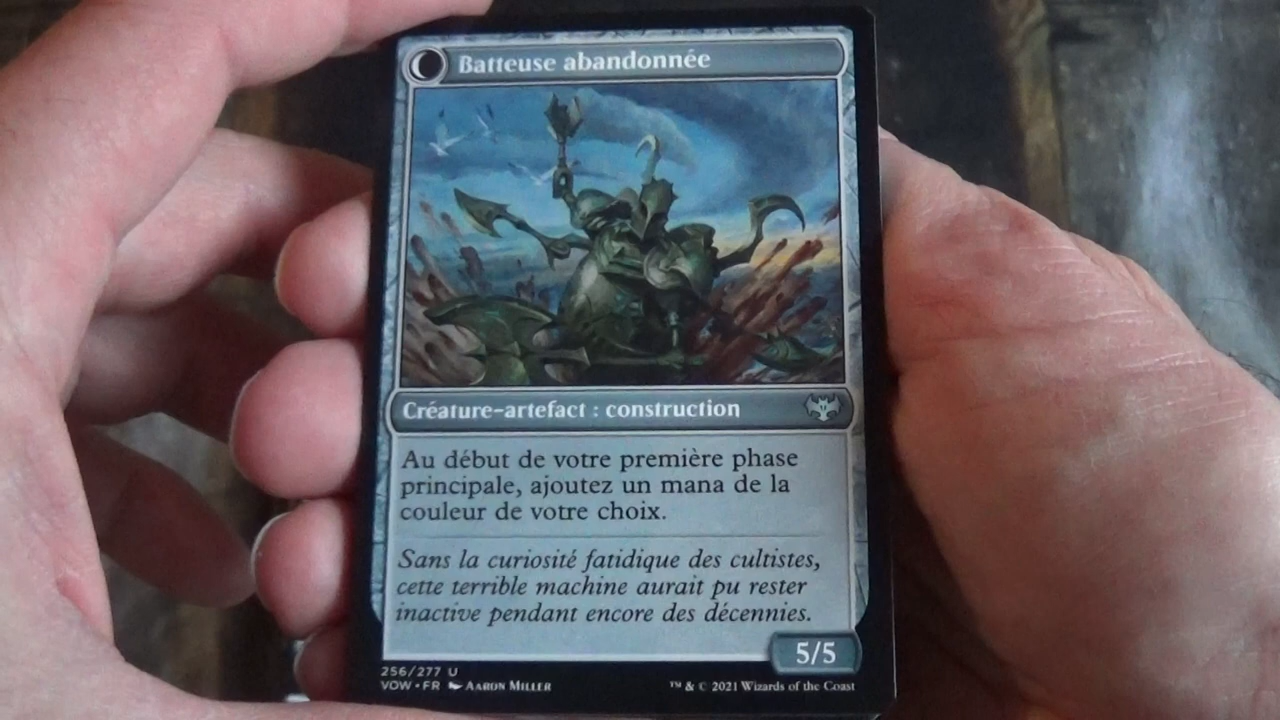 Batteuse abandonnée
Créature-artefact : construction
Au début de votre première phase
principale, ajoutez un mana de la
couleur de votre choix.
Sans la curiosité fatidique des cultistes,
cette terrible machine aurait pu rester
inactive pendant encore des décennies.
5/5
256/277 U
VOW • FR Aaron Miller
™ & © 2021 Wizards of the Coast